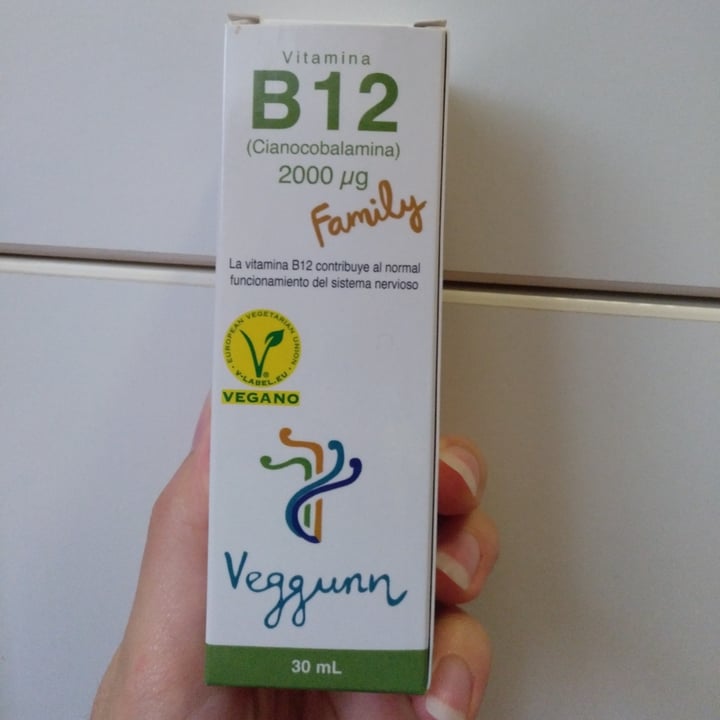 Vitamina
B12
(Cianocobalamina)
2000 µg
Family
La vitamina B12 contribuye al normal
funcionamiento del sistema nervioso
EUROPEAN VEGETARIAN UNION
V-LABEL.EU
VEGANO
Veggunn
30 mL